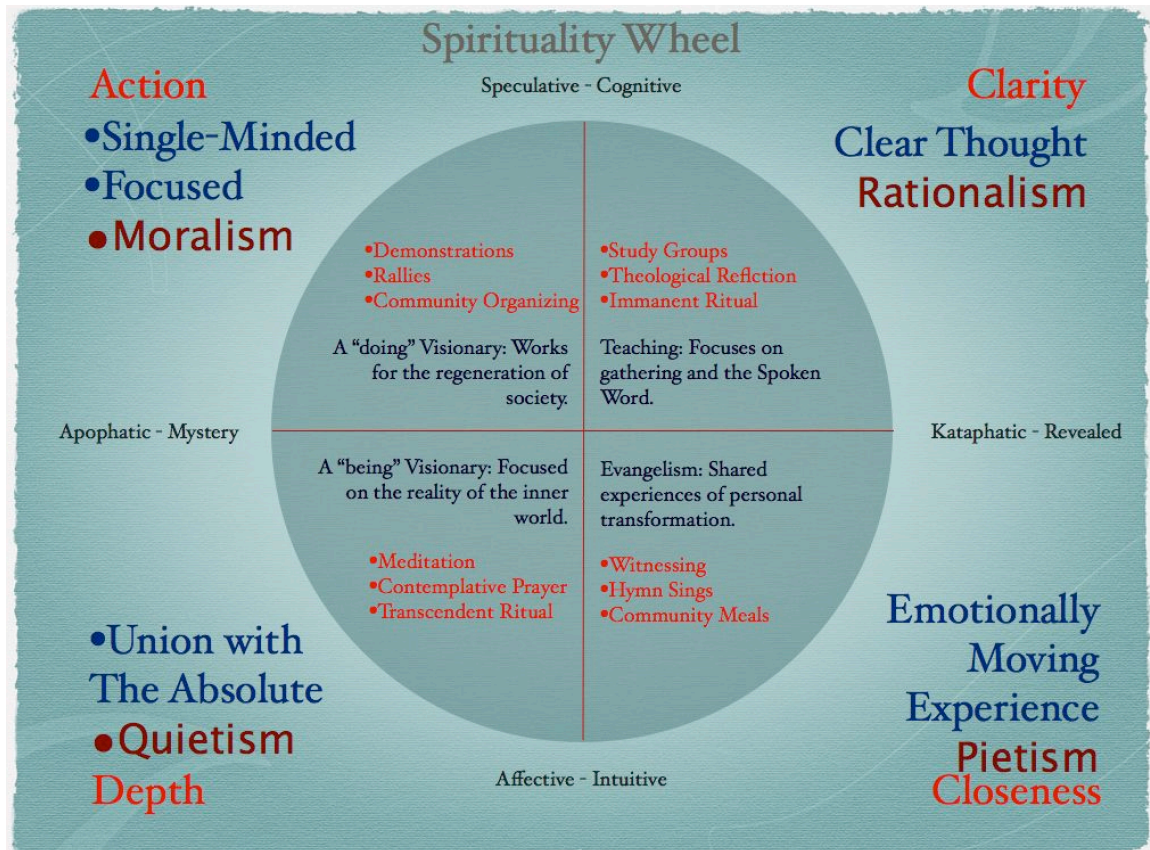 Spirituality Wheel
Speculative - Cognitive
Action
•Single-Minded
•Focused
•Moralism
Clarity
Clear Thought
Rationalism
•Demonstrations
•Rallies
•Community Organizing
A “doing” Visionary: Works
for the regeneration of
society.
•Study Groups
•Theological Reflction
•Immanent Ritual
Teaching: Focuses on
gathering and the Spoken
Word.
Apophatic - Mystery
Kataphatic - Revealed
A “being” Visionary: Focused
on the reality of the inner
world.
•Meditation
•Contemplative Prayer
•Transcendent Ritual
Evangelism: Shared
experiences of personal
transformation.
•Witnessing
•Hymn Sings
•Community Meals
•Union with
The Absolute
•Quietism
Depth
Emotionally
Moving
Experience
Pietism
Closeness
Affective - Intuitive